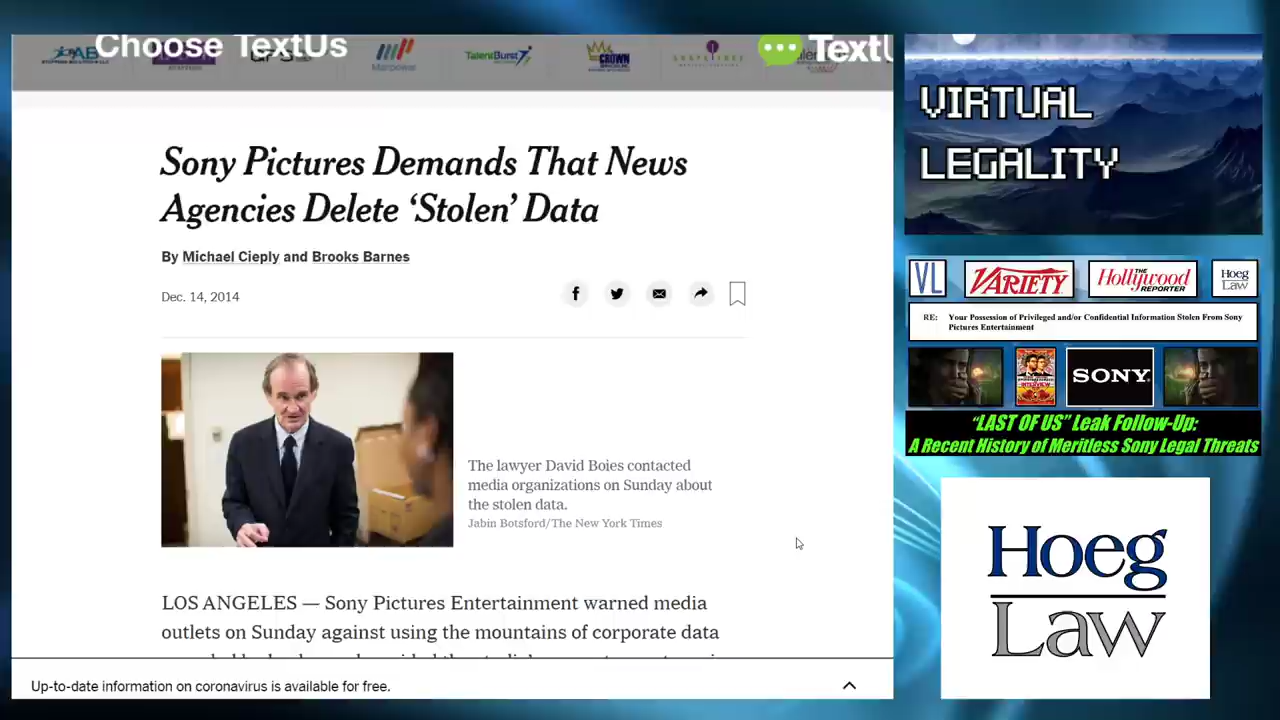 Choose TextUs
TextU
Manpower
TalentBurst
CROWN
Sony Pictures Demands That News
Agencies Delete ‘Stolen’ Data
By Michael Cieply and Brooks Barnes
Dec. 14, 2014
The lawyer David Boies contacted
media organizations on Sunday about
the stolen data.
Jabin Botsford/The New York Times
LOS ANGELES — Sony Pictures Entertainment warned media
outlets on Sunday against using the mountains of corporate data
Up-to-date information on coronavirus is available for free.
VIRTUAL
LEGALITY
VL
VARIETY
THE
Hollywood
REPORTER
Hoeg
Law
RE: Your Possession of Privileged and/or Confidential Information Stolen From Sony
Pictures Entertainment
SONY
“LAST OF US” Leak Follow-Up:
A Recent History of Meritless Sony Legal Threats
Hoeg
Law